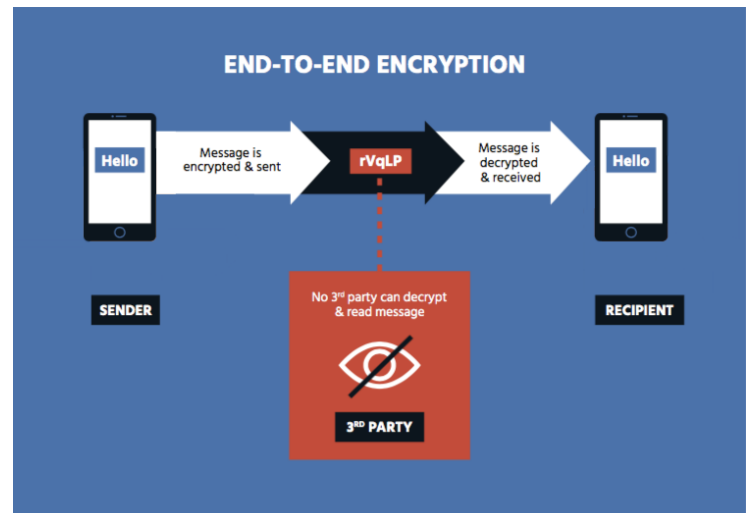 END-TO-END ENCRYPTION
Hello
Message is
encrypted & sent
rVqLP
Message is
decrypted
& received
Hello
SENDER
No 3rd party can decrypt
& read message
RECIPIENT
3RD PARTY